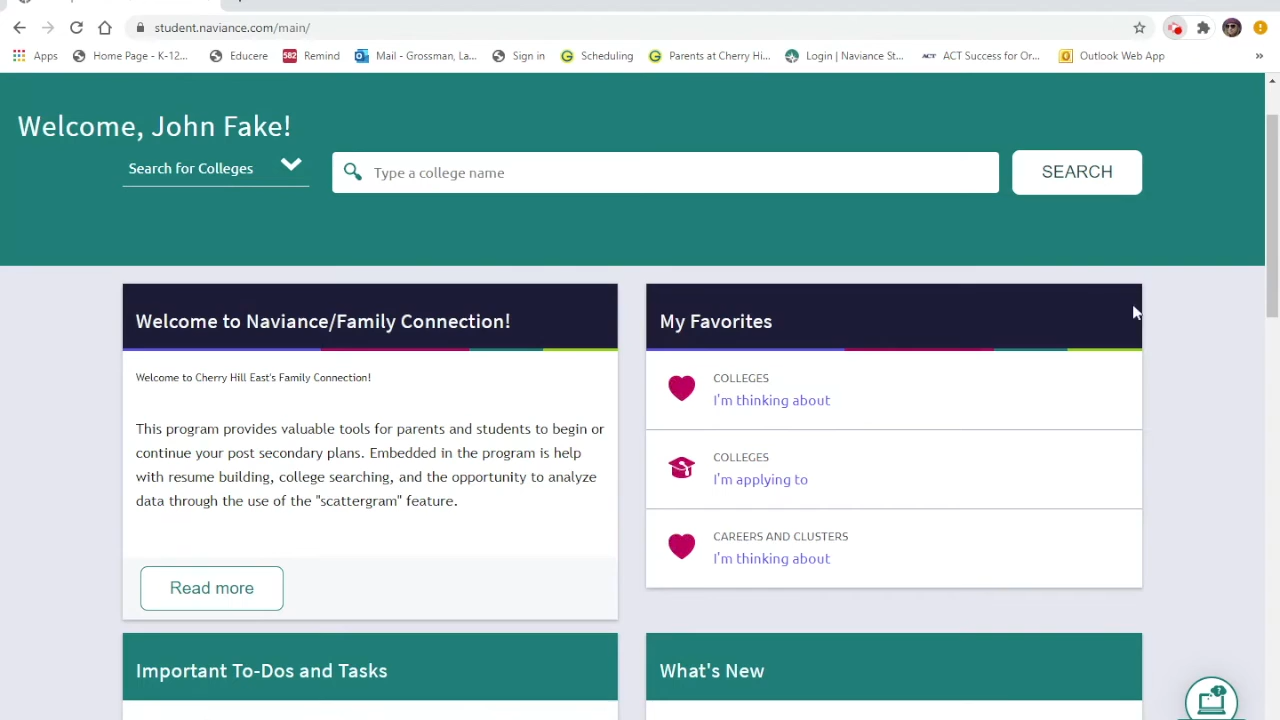 student.naviance.com/main/
Apps Home Page - K-12... Educere 582 Remind Mail - Grossman, La... Sign in Scheduling Parents at Cherry Hi... Login | Naviance St... ACT ACT Success for Or... Outlook Web App »
Welcome, John Fake!
Search for Colleges Type a college name SEARCH
Welcome to Naviance/Family Connection!
Welcome to Cherry Hill East's Family Connection!
This program provides valuable tools for parents and students to begin or
continue your post secondary plans. Embedded in the program is help
with resume building, college searching, and the opportunity to analyze
data through the use of the "scattergram" feature.
Read more
My Favorites
COLLEGES
I'm thinking about
COLLEGES
I'm applying to
CAREERS AND CLUSTERS
I'm thinking about
Important To-Dos and Tasks
What's New